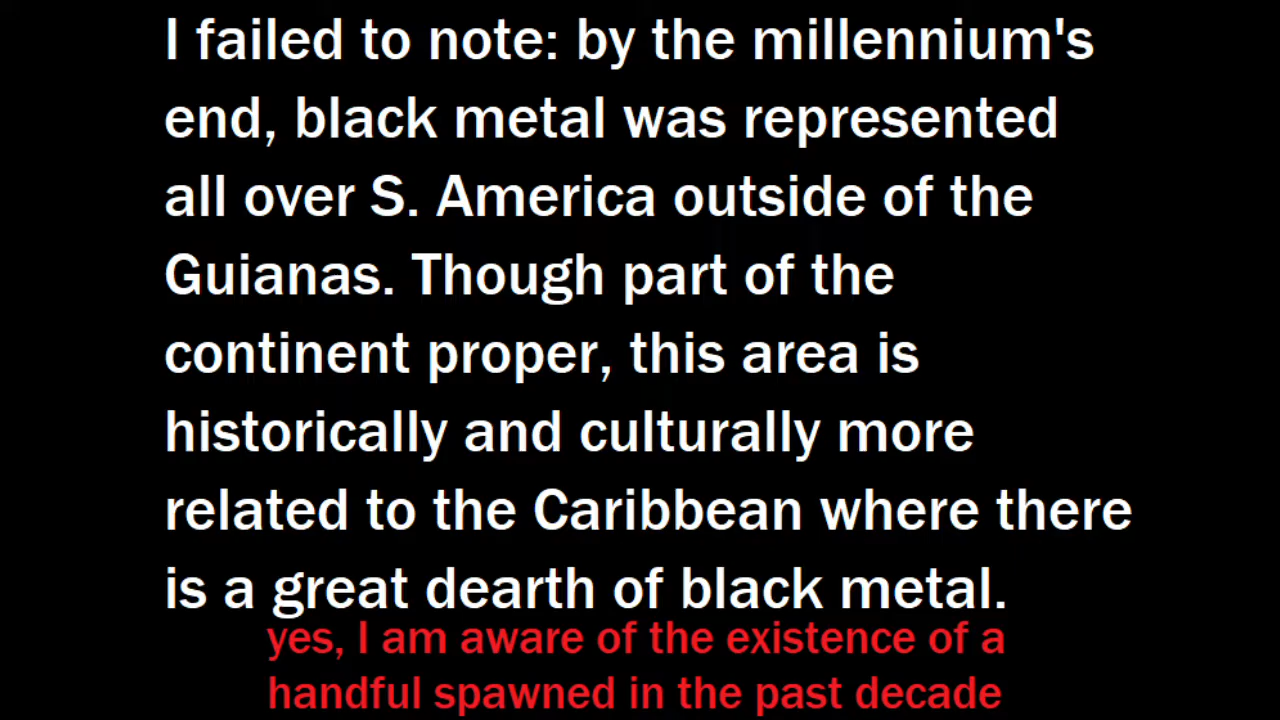 I failed to note: by the millennium's
end, black metal was represented
all over S. America outside of the
Guianas. Though part of the
continent proper, this area is
historically and culturally more
related to the Caribbean where there
is a great dearth of black metal.
yes, I am aware of the existence of a
handful spawned in the past decade